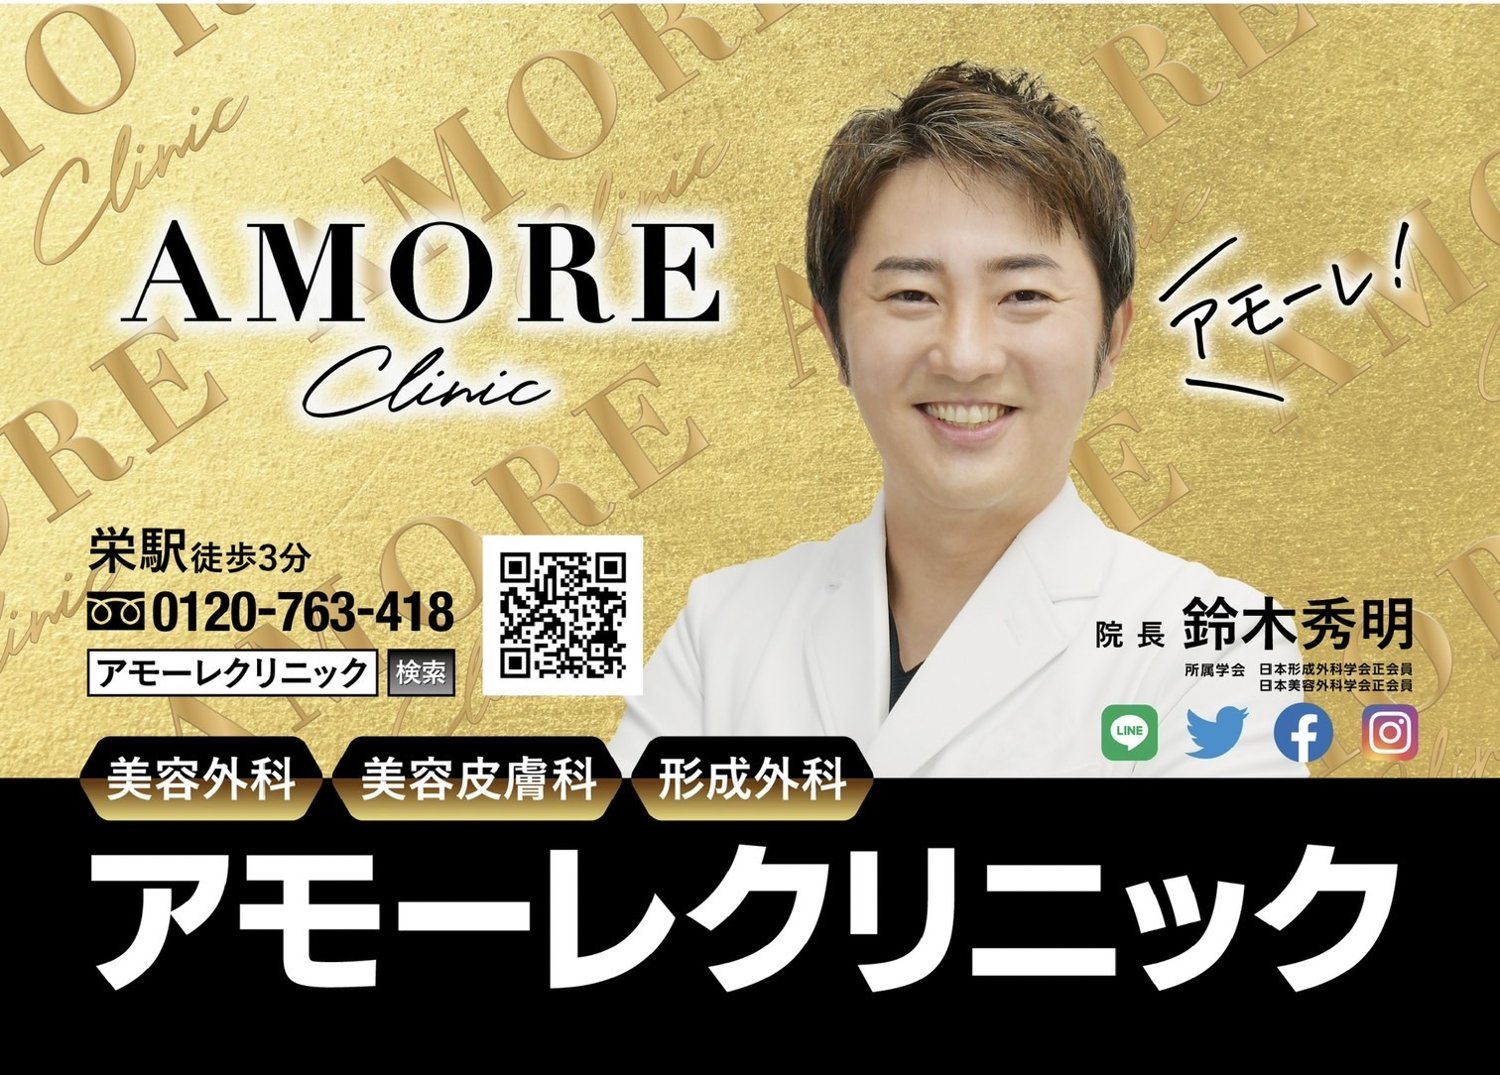 AMORE
Clinic
アモーレ!
栄駅徒歩3分
0120-763-418
アモーレクリニック 検索
院長 鈴木秀明
所属学会 日本形成外科学会正会員
日本美容外科学会正会員
LINE
美容外科 美容皮膚科 形成外科
アモーレクリニック